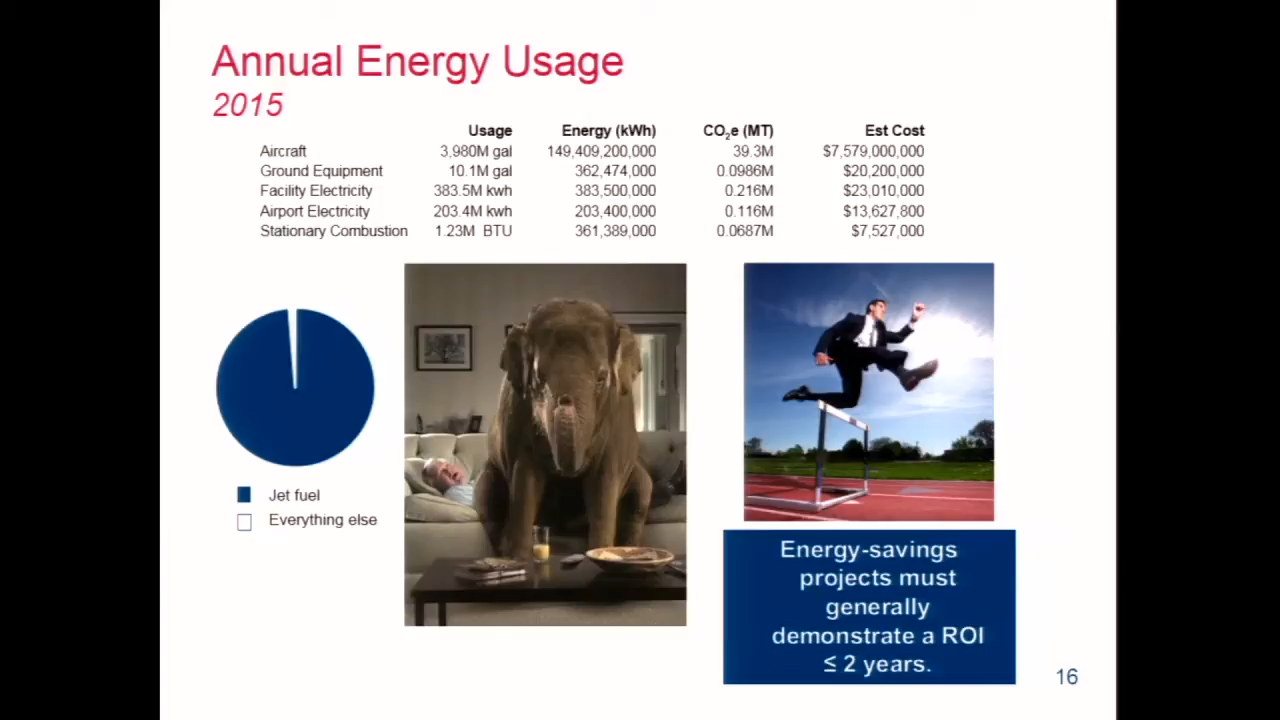 Annual Energy Usage
2015
Usage Energy (kWh) CO₂e (MT) Est Cost
Aircraft 3,980M gal 149,409,200,000 39.3M $7,579,000,000
Ground Equipment 10.1M gal 362,474,000 0.0986M $20,200,000
Facility Electricity 383.5M kwh 383,500,000 0.216M $23,010,000
Airport Electricity 203.4M kwh 203,400,000 0.116M $13,627,800
Stationary Combustion 1.23M BTU 361,389,000 0.0687M $7,527,000
Jet fuel
Everything else
Energy-savings
projects must
generally
demonstrate a ROI
≤ 2 years.
16